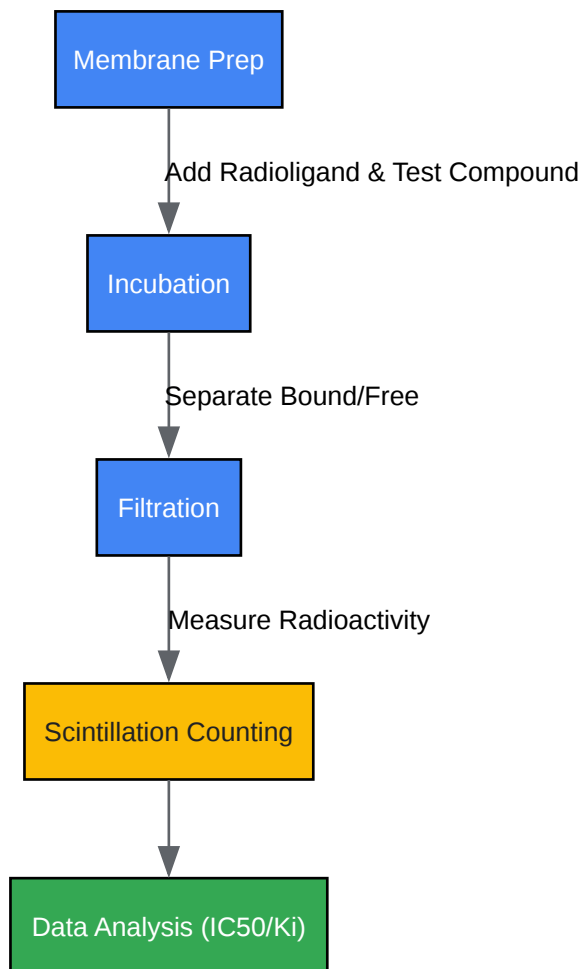 Membrane Prep
Add Radioligand & Test Compound
Incubation
Separate Bound/Free
Filtration
Measure Radioactivity
Scintillation Counting
Data Analysis (IC50/Ki)